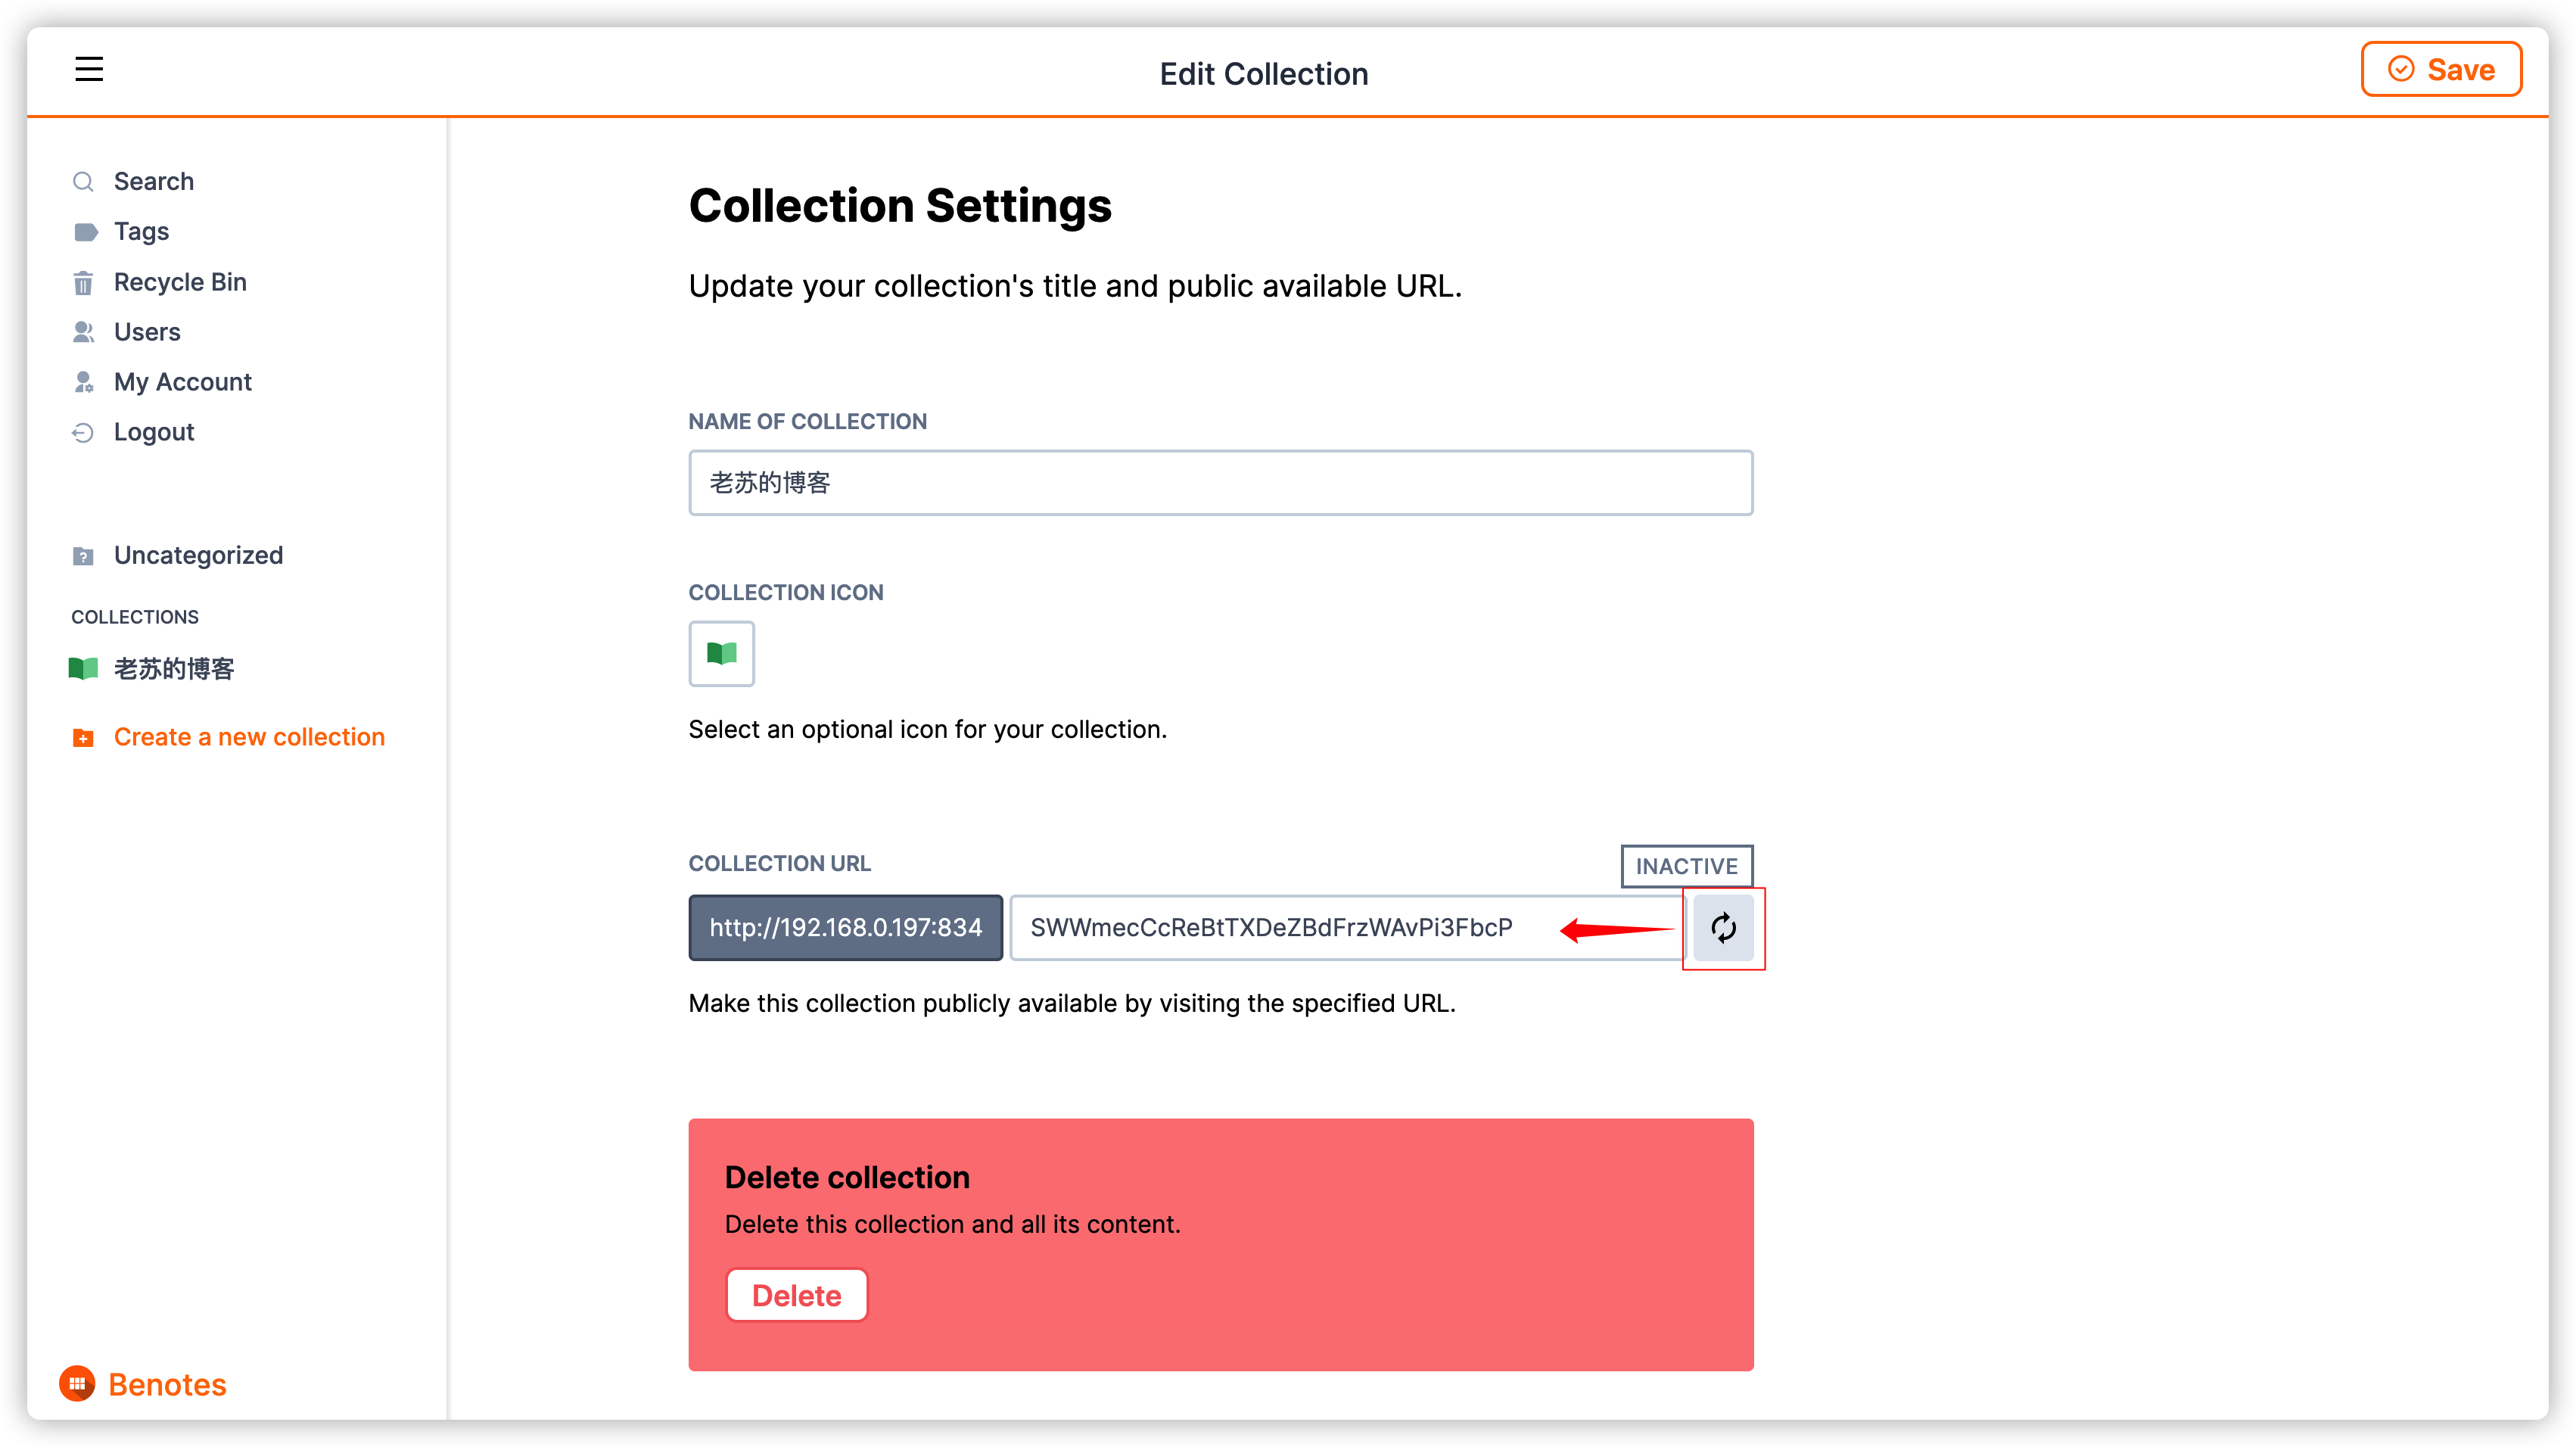 Edit Collection
Save
Search
Tags
Recycle Bin
Users
My Account
Logout
Uncategorized
COLLECTIONS
老苏的博客
Create a new collection
Benotes
Collection Settings
Update your collection's title and public available URL.
NAME OF COLLECTION
老苏的博客
COLLECTION ICON
Select an optional icon for your collection.
COLLECTION URL
INACTIVE
http://192.168.0.197:834
SWWmecCcReBtTXDeZBdFrzWAvPi3FbcP
Make this collection publicly available by visiting the specified URL.
Delete collection
Delete this collection and all its content.
Delete